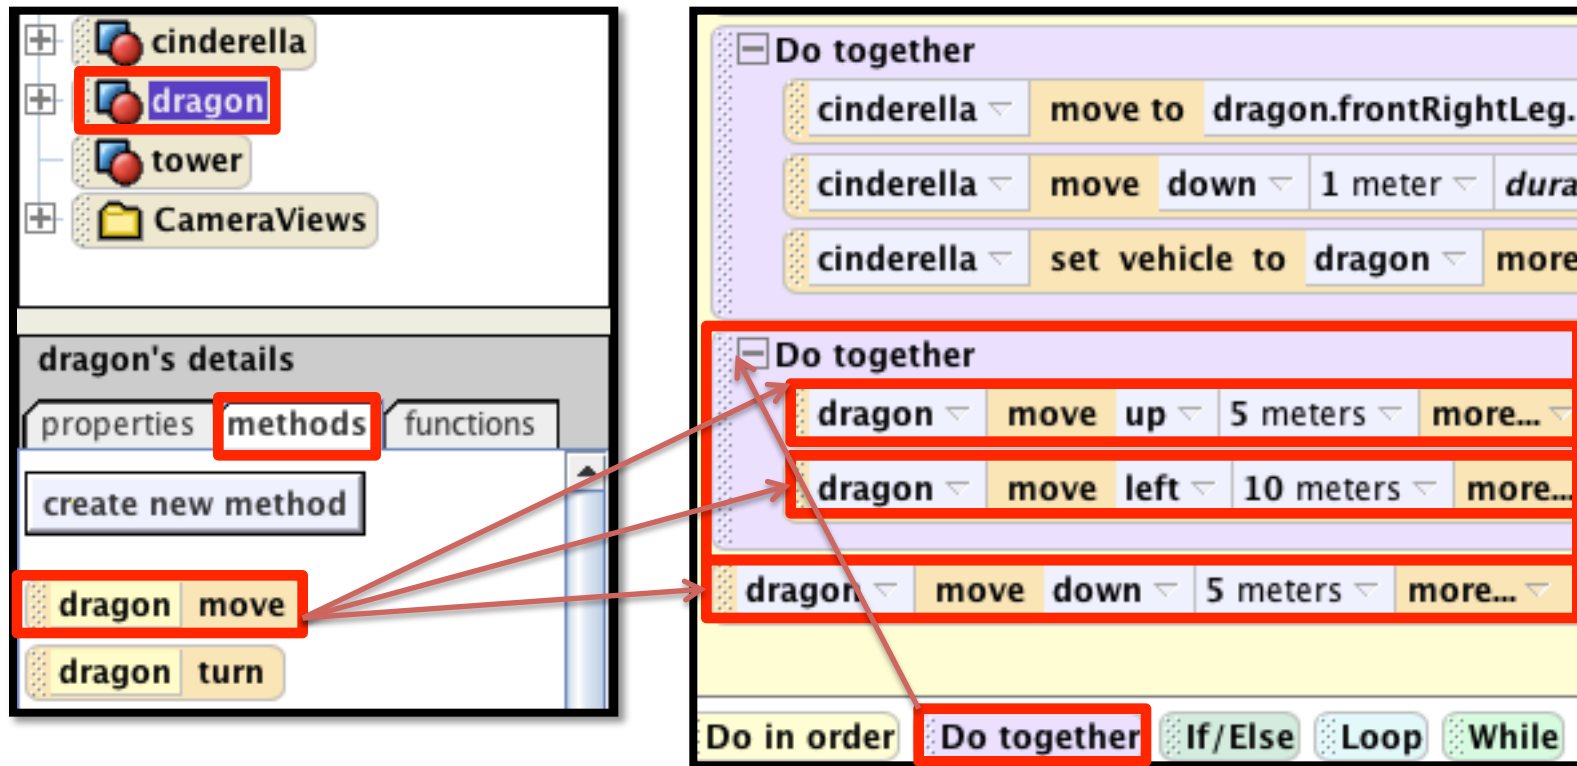 cinderella
dragon
tower
CameraViews
dragon's details
properties methods functions
create new method
dragon move
dragon turn
Do together
cinderella move to dragon.frontRightLeg.
cinderella move down 1 meter dura
cinderella set vehicle to dragon more
Do together
dragon move up 5 meters more...
dragon move left 10 meters more...
dragon move down 5 meters more...
Do in order Do together If/Else Loop While